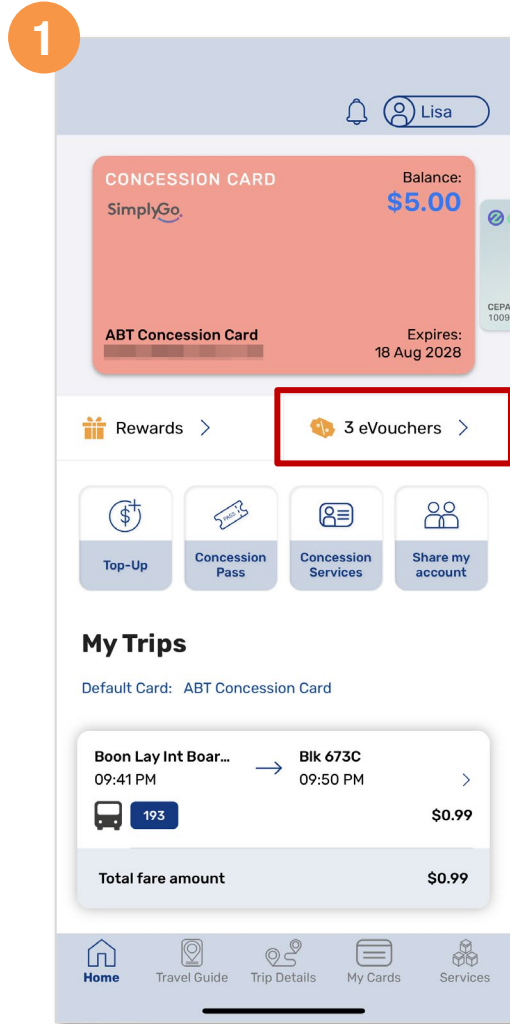 1
Lisa
CONCESSION CARD
Balance:
SimplyGo.
$5.00
ABT Concession Card
Expires:
18 Aug 2028
CEPA
1009
Rewards >
3 eVouchers >
$
PASS
Top-Up
Concession
Pass
Concession
Services
Share my
account
My Trips
Default Card: ABT Concession Card
Boon Lay Int Boar... → Blk 673C
09:41 PM 09:50 PM >
193 $0.99
Total fare amount $0.99
Home Travel Guide Trip Details My Cards Services